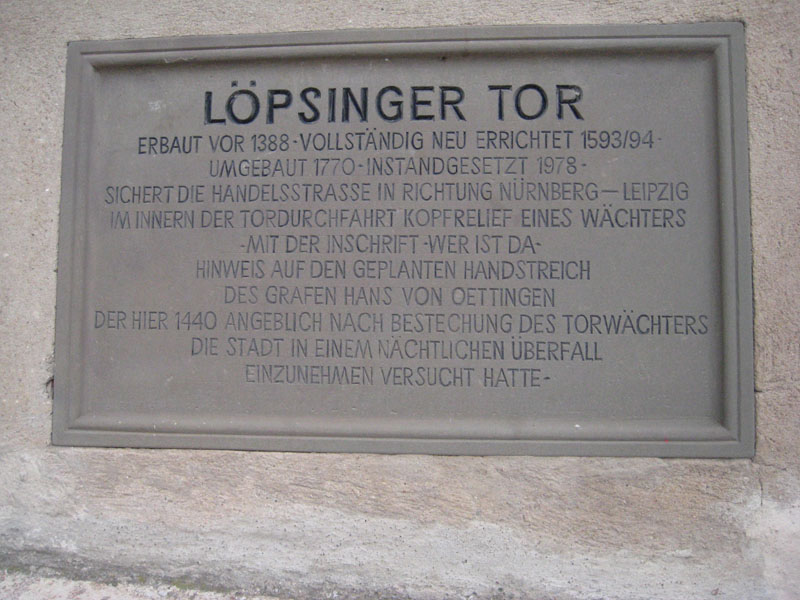 LÖPSINGER TOR
ERBAUT VOR 1388-VOLLSTÄNDIG NEU ERRICHTET 1593/94-
UMGEBAUT 1770-INSTANDGESETZT 1978-
SICHERT DIE HANDELSSTRASSE IN RICHTUNG NÜRNBERG—LEIPZIG
IM INNERN DER TORDURCHFAHRT KOPFRELIEF EINES WÄCHTERS
-MIT DER INSCHRIFT-WER IST DA-
HINWEIS AUF DEN GEPLANTEN HANDSTREICH
DES GRAFEN HANS VON OETTINGEN
DER HIER 1440 ANGEBLICH NACH BESTECHUNG DES TORWÄCHTERS
DIE STADT IN EINEM NÄCHTLICHEN ÜBERFALL
EINZUNEHMEN VERSUCHT HATTE-